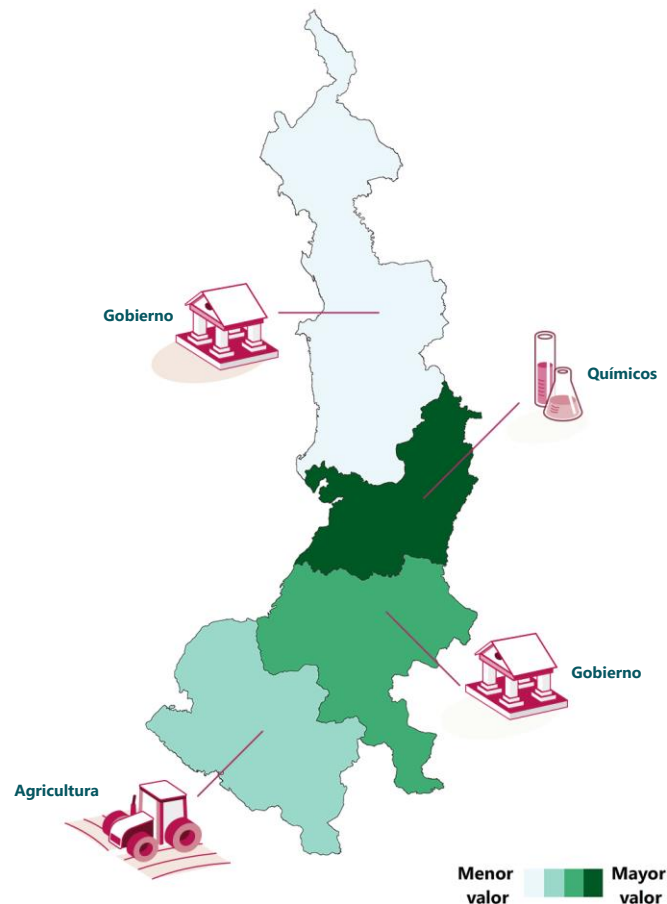 Gobierno
Químicos
Gobierno
Agricultura
Menor valor
Mayor valor